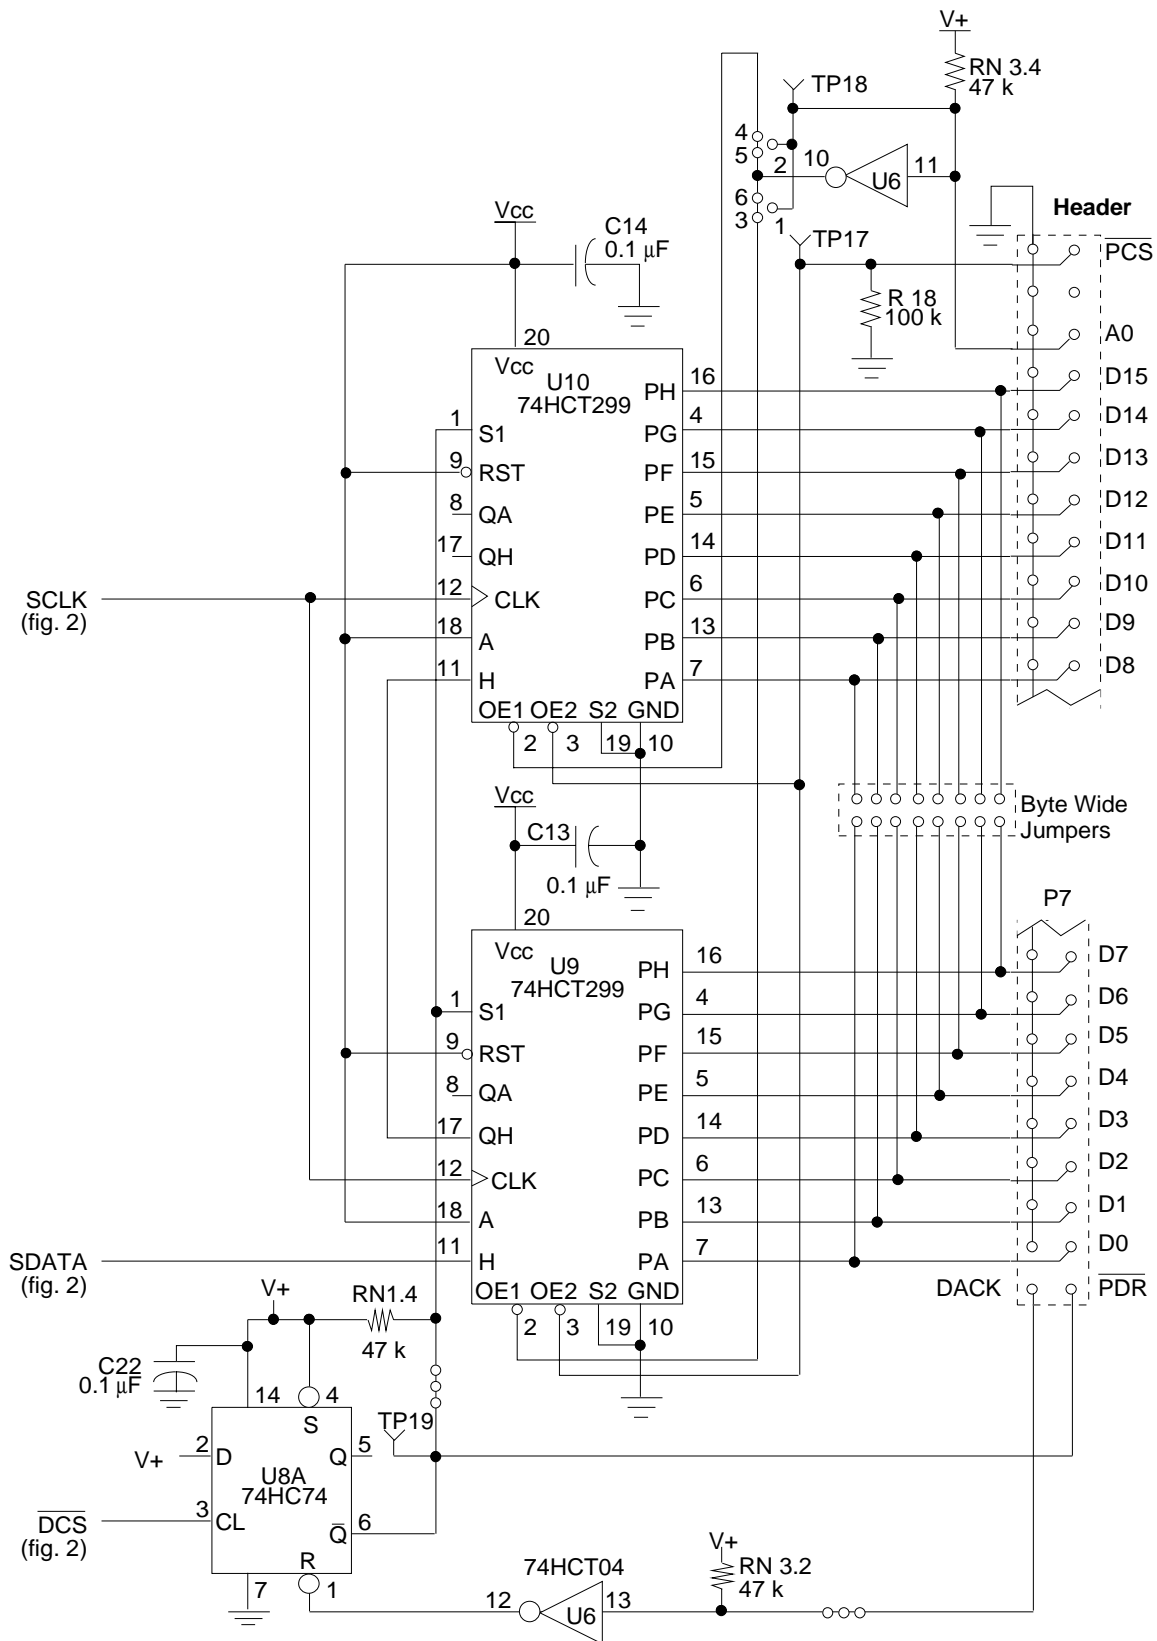 V+
RN 3.4
47 k
TP18
4
5
2
10
U6
11
6
3
1
Header
TP17
PCS
R 18
100 k
A0
Vcc
C14
0.1 µF
20
Vcc
U10
74HCT299
1
S1
9
RST
8
QA
17
QH
12
CLK
18
A
11
H
PH
16
PG
4
PF
15
PE
5
PD
14
PC
6
PB
13
PA
7
OE1
OE2
S2
GND
2
3
19
10
D15
D14
D13
D12
D11
D10
D9
D8
SCLK
(fig. 2)
Byte Wide
Jumpers
Vcc
C13
0.1 µF
20
Vcc
U9
74HCT299
1
S1
9
RST
8
QA
17
QH
12
CLK
18
A
11
H
PH
16
PG
4
PF
15
PE
5
PD
14
PC
6
PB
13
PA
7
OE1
OE2
S2
GND
2
3
19
10
P7
D7
D6
D5
D4
D3
D2
D1
D0
DACK
PDR
SDATA
(fig. 2)
V+
RN1.4
47 k
C22
0.1 µF
14
4
S
TP19
V+
2
D
Q
5
U8A
74HC74
3
CL
Q
6
R
7
1
DCS
(fig. 2)
74HCT04
12
U6
13
V+
RN 3.2
47 k